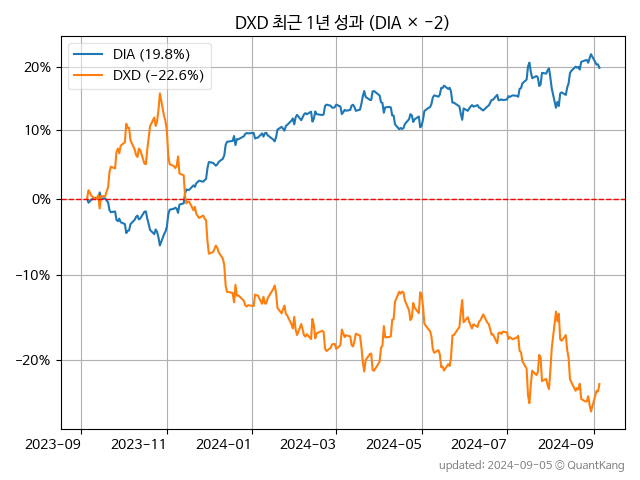 DXD 최근 1년 성과 (DIA × −2)
DIA (19.8%)
DXD (−22.6%)
20%
10%
0%
−10%
−20%
2023-09 2023-11 2024-01 2024-03 2024-05 2024-07 2024-09
updated: 2024-09-05 © QuantKang